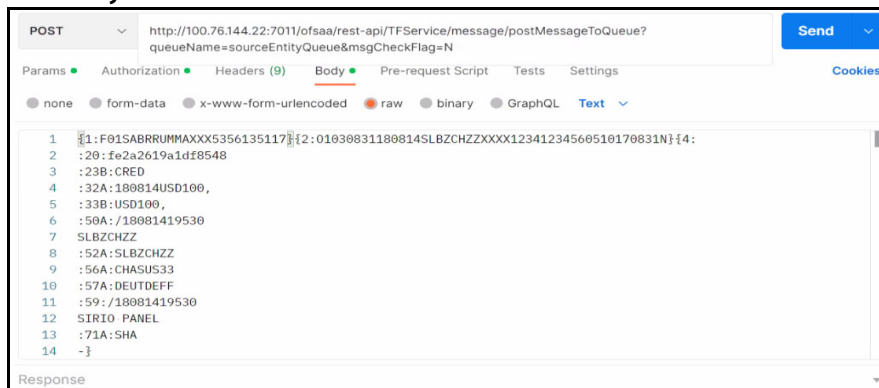 POST
http://100.76.144.22:7011/ofsaa/rest-api/TFService/message/postMessageToQueue?
queueName=sourceEntityQueue&msgCheckFlag=N
Send
Params Authorization Headers (9) Body Pre-request Script Tests Settings Cookies
none form-data x-www-form-urlencoded raw binary GraphQL Text
1 {1:F01SABRRUMMAXXX5356135117}{2:O1030831180814SLBZCHZZXXXX12341234560510170831N}{4:
2 :20:fe2a2619a1df8548
3 :23B:CRED
4 :32A:180814USD100,
5 :33B:USD100,
6 :50A:/18081419530
7 SLBZCHZZ
8 :52A:SLBZCHZZ
9 :56A:CHASUS33
10 :57A:DEUTDEFF
11 :59:/18081419530
12 SIRIO PANEL
13 :71A:SHA
14 -}
Response